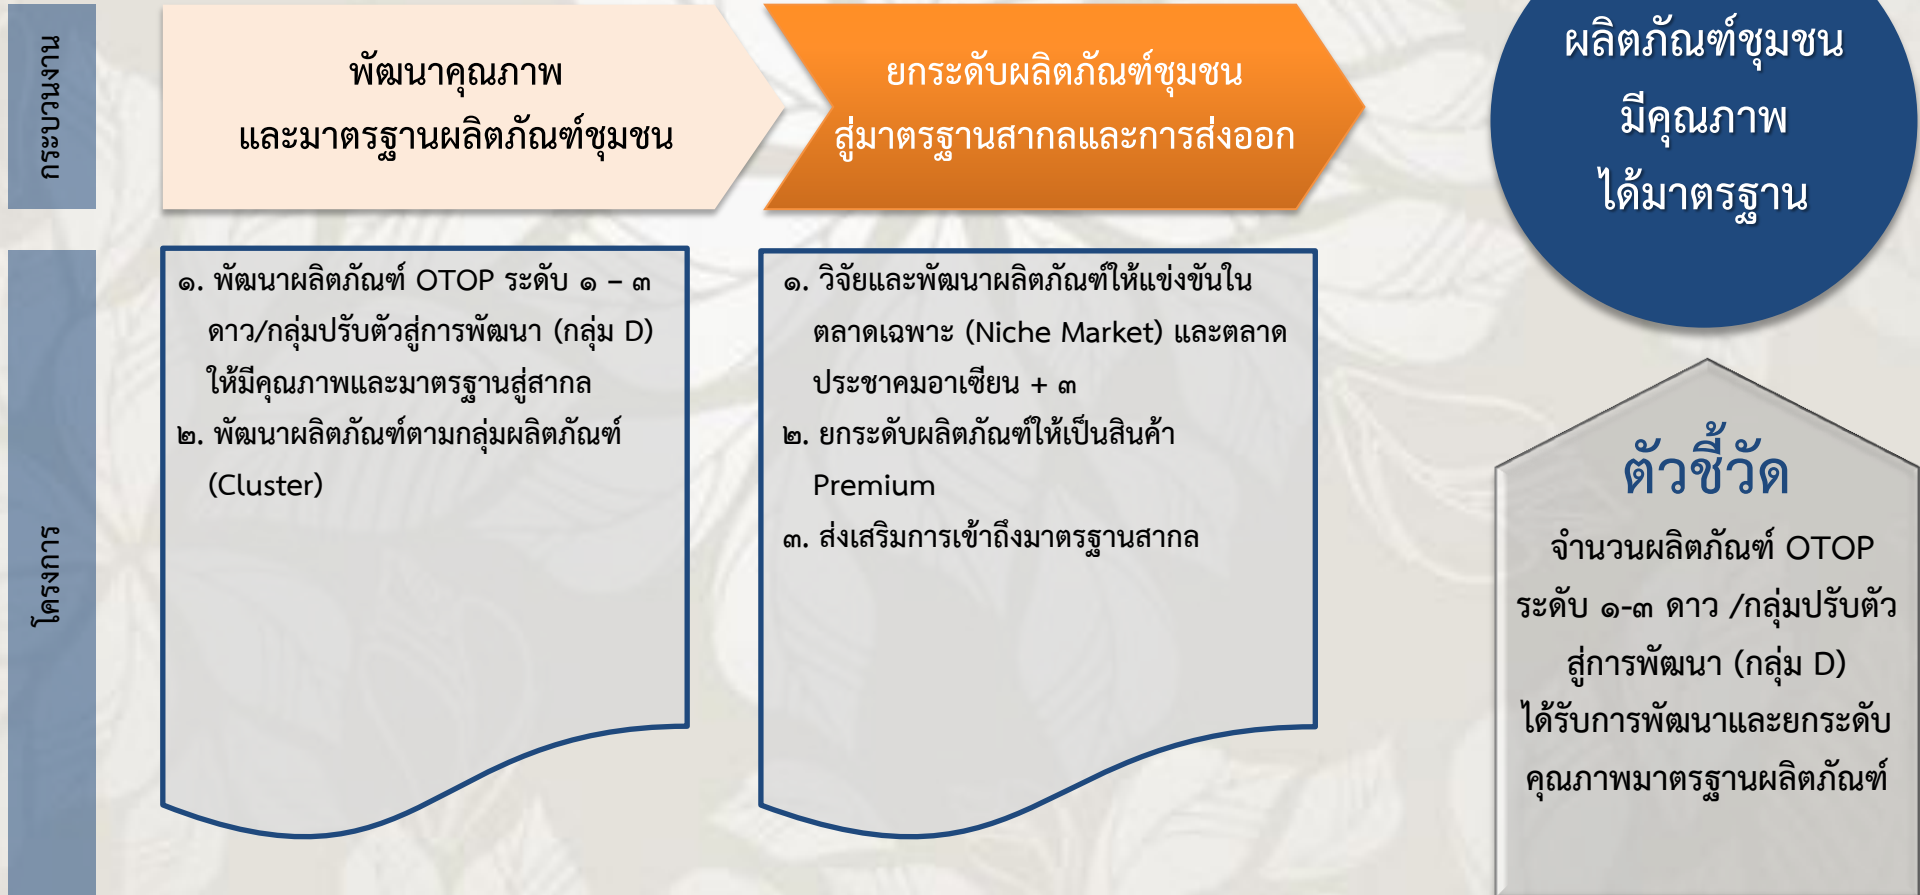 กระบวนงาน
พัฒนาคุณภาพ
และมาตรฐานผลิตภัณฑ์ชุมชน
ยกระดับผลิตภัณฑ์ชุมชน
สู่มาตรฐานสากลและการส่งออก
ผลิตภัณฑ์ชุมชน
มีคุณภาพ
ได้มาตรฐาน
โครงการ
๑. พัฒนาผลิตภัณฑ์ OTOP ระดับ ๑ – ๓
ดาว/กลุ่มปรับตัวสู่การพัฒนา (กลุ่ม D)
ให้มีคุณภาพและมาตรฐานสู่สากล
๒. พัฒนาผลิตภัณฑ์ตามกลุ่มผลิตภัณฑ์
(Cluster)
๑. วิจัยและพัฒนาผลิตภัณฑ์ให้แข่งขันใน
ตลาดเฉพาะ (Niche Market) และตลาด
ประชาคมอาเซียน + ๓
๒. ยกระดับผลิตภัณฑ์ให้เป็นสินค้า
Premium
๓. ส่งเสริมการเข้าถึงมาตรฐานสากล
ตัวชี้วัด
จำนวนผลิตภัณฑ์ OTOP
ระดับ ๑-๓ ดาว /กลุ่มปรับตัว
สู่การพัฒนา (กลุ่ม D)
ได้รับการพัฒนาและยกระดับ
คุณภาพมาตรฐานผลิตภัณฑ์